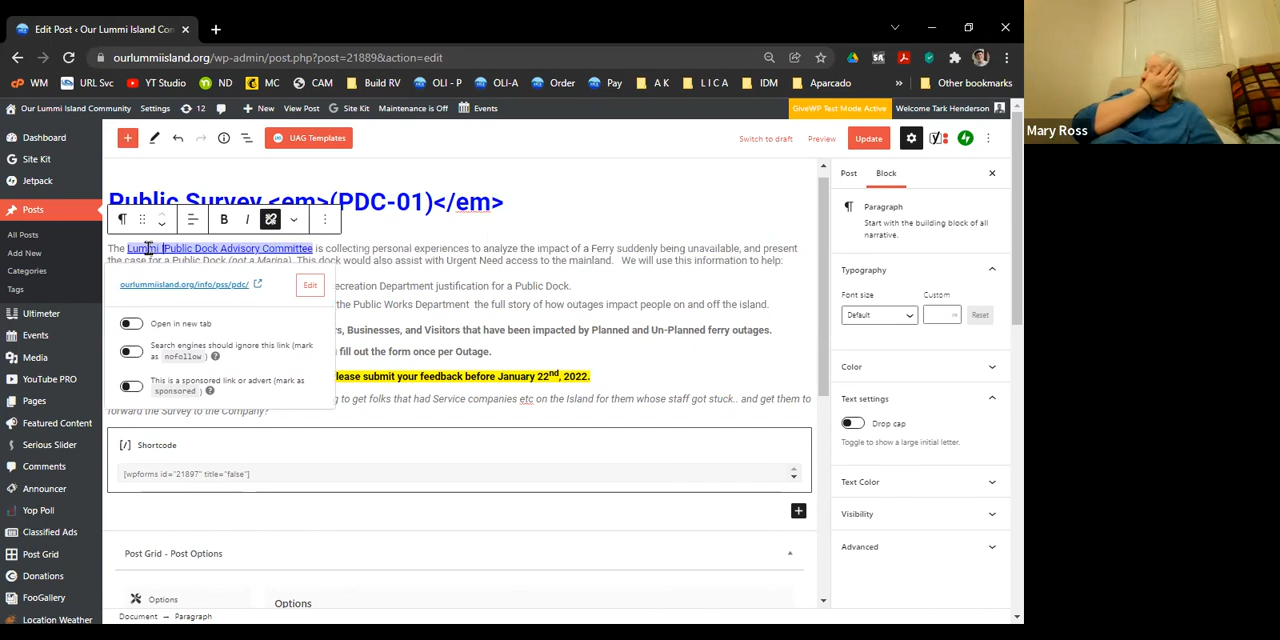 Edit Post ‹ Our Lummi Island Con
ourlummiisland.org/wp-admin/post.php?post=21889&action=edit
WM
URL Svc
YT Studio
ND
MC
CAM
Build RV
OLI - P
OLI-A
Order
Pay
A K
L I C A
IDM
Aparcado
»
Other bookmarks
Our Lummi Island Community
Settings
12
New
View Post
Site Kit
Maintenance is Off
Events
GiveWP Test Mode Active
Welcome Tark Henderson
Mary Ross
Dashboard
Site Kit
Jetpack
Posts
All Posts
Add New
Categories
Tags
Ultimeter
Events
Media
YouTube PRO
Pages
Featured Content
Serious Slider
Comments
Announcer
Yop Poll
Classified Ads
Post Grid
Donations
FooGallery
Location Weather
UAG Templates
Switch to draft
Preview
Update
Public Survey <em>(PDC-01)</em>
B I
The Lummi Public Dock Advisory Committee is collecting personal experiences to analyze the impact of a Ferry suddenly being unavailable, and present
the case for a Public Dock (not a Marina). This dock would also assist with Urgent Need access to the mainland. We will use this information to help:
ourlummiisland.org/info/pss/pdc/
Edit
Open in new tab
Search engines should ignore this link (mark
as nofollow )
This is a sponsored link or advert (mark as
sponsored )
ecreation Department justification for a Public Dock.
the Public Works Department the full story of how outages impact people on and off the island.
rs, Businesses, and Visitors that have been impacted by Planned and Un-Planned ferry outages.
fill out the form once per Outage.
lease submit your feedback before January 22nd, 2022.
g to get folks that had Service companies etc on the Island for them whose staff got stuck.. and get them to
forward the Survey to the Company?
[/] Shortcode
[wpforms id="21897" title="false"]
Post Grid - Post Options
Options
Options
Document → Paragraph
Post
Block
Paragraph
Start with the building block of all
narrative.
Typography
Font size
Custom
Default
Reset
Color
Text settings
Drop cap
Toggle to show a large initial letter.
Text Color
Visibility
Advanced